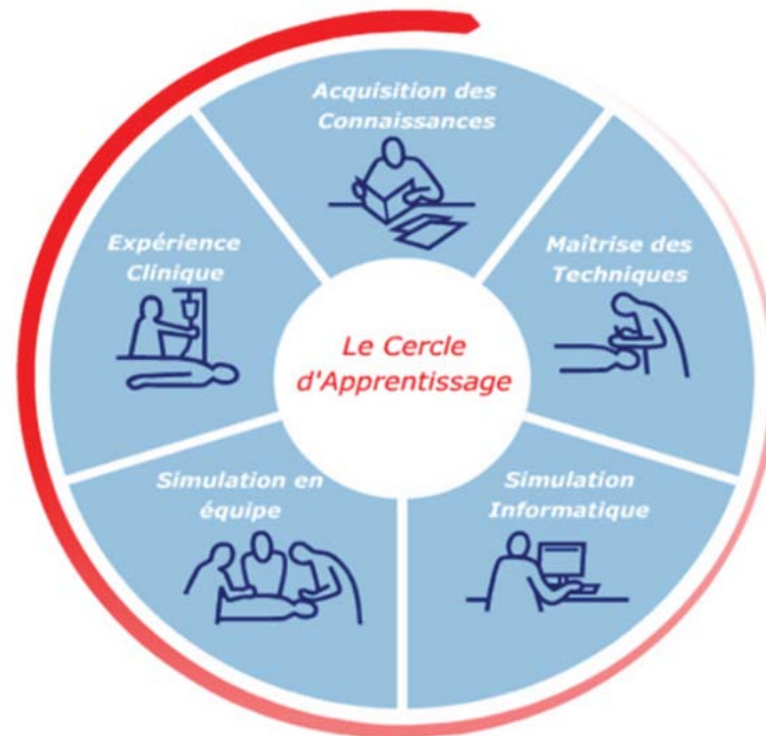 Acquisition des
Connaissances
Maîtrise des
Techniques
Simulation
Informatique
Simulation en
équipe
Expérience
Clinique
Le Cercle
d'Apprentissage